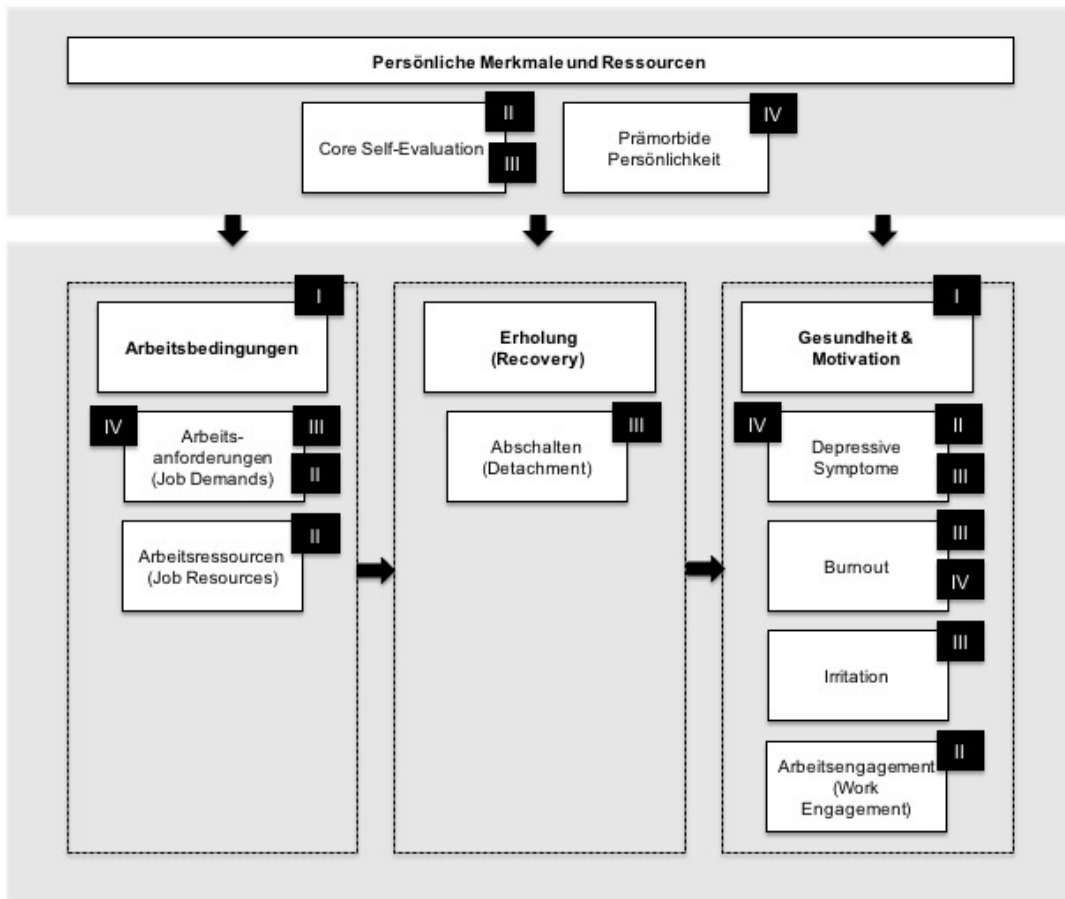 Persönliche Merkmale und Ressourcen
II
IV
Core Self-Evaluation
III
Prämorbide
Persönlichkeit
I
Arbeitsbedingungen
IV
III
Arbeits-
anforderungen
(Job Demands)
II
II
Arbeitsressourcen
(Job Resources)
Erholung
(Recovery)
III
Abschalten
(Detachment)
I
Gesundheit &
Motivation
IV
II
Depressive
Symptome
III
III
Burnout
IV
III
Irritation
II
Arbeitsengagement
(Work
Engagement)